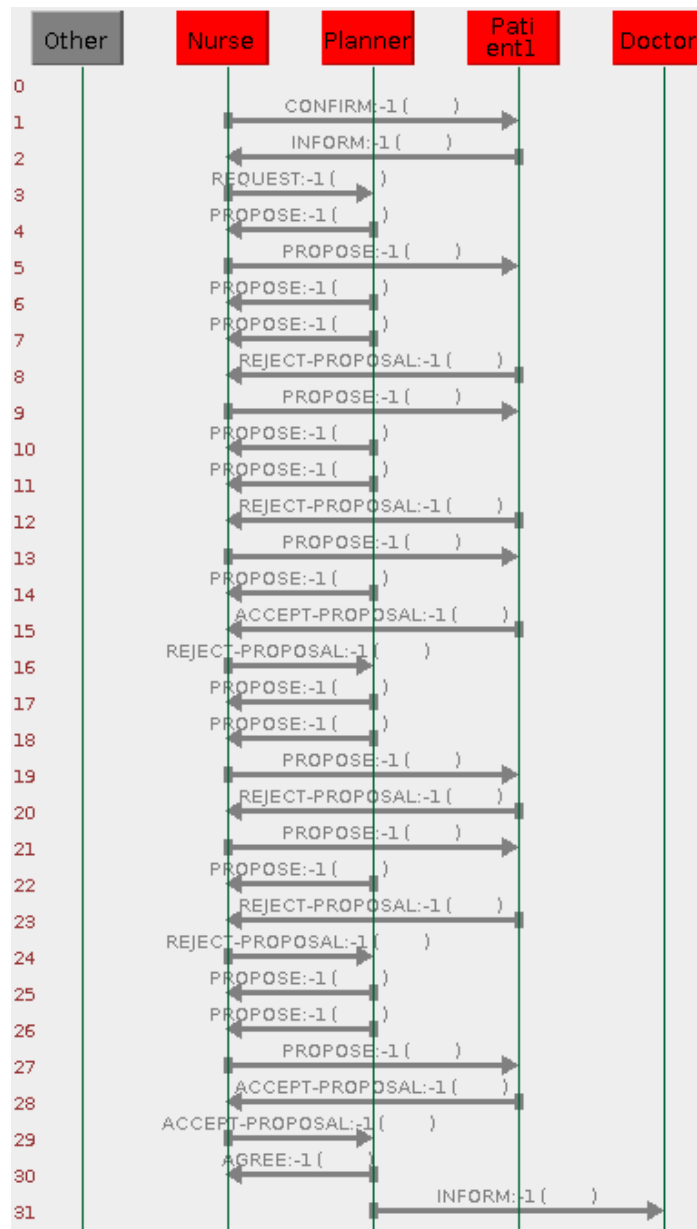 Other
Nurse
Planner
Pati
ent1
Doctor
0
CONFIRM:-1 ( )
1
INFORM:-1 ( )
2
REQUEST:-1 ( )
3
PROPOSE:-1 ( )
4
PROPOSE:-1 ( )
5
PROPOSE:-1 ( )
6
PROPOSE:-1 ( )
7
REJECT-PROPOSAL:-1 ( )
8
PROPOSE:-1 ( )
9
PROPOSE:-1 ( )
10
PROPOSE:-1 ( )
11
REJECT-PROPOSAL:-1 ( )
12
PROPOSE:-1 ( )
13
PROPOSE:-1 ( )
14
ACCEPT-PROPOSAL:-1 ( )
15
REJECT-PROPOSAL:-1 ( )
16
PROPOSE:-1 ( )
17
PROPOSE:-1 ( )
18
PROPOSE:-1 ( )
19
REJECT-PROPOSAL:-1 ( )
20
PROPOSE:-1 ( )
21
PROPOSE:-1 ( )
22
REJECT-PROPOSAL:-1 ( )
23
REJECT-PROPOSAL:-1 ( )
24
PROPOSE:-1 ( )
25
PROPOSE:-1 ( )
26
PROPOSE:-1 ( )
27
ACCEPT-PROPOSAL:-1 ( )
28
ACCEPT-PROPOSAL:-1 ( )
29
AGREE:-1 ( )
30
INFORM:-1 ( )
31